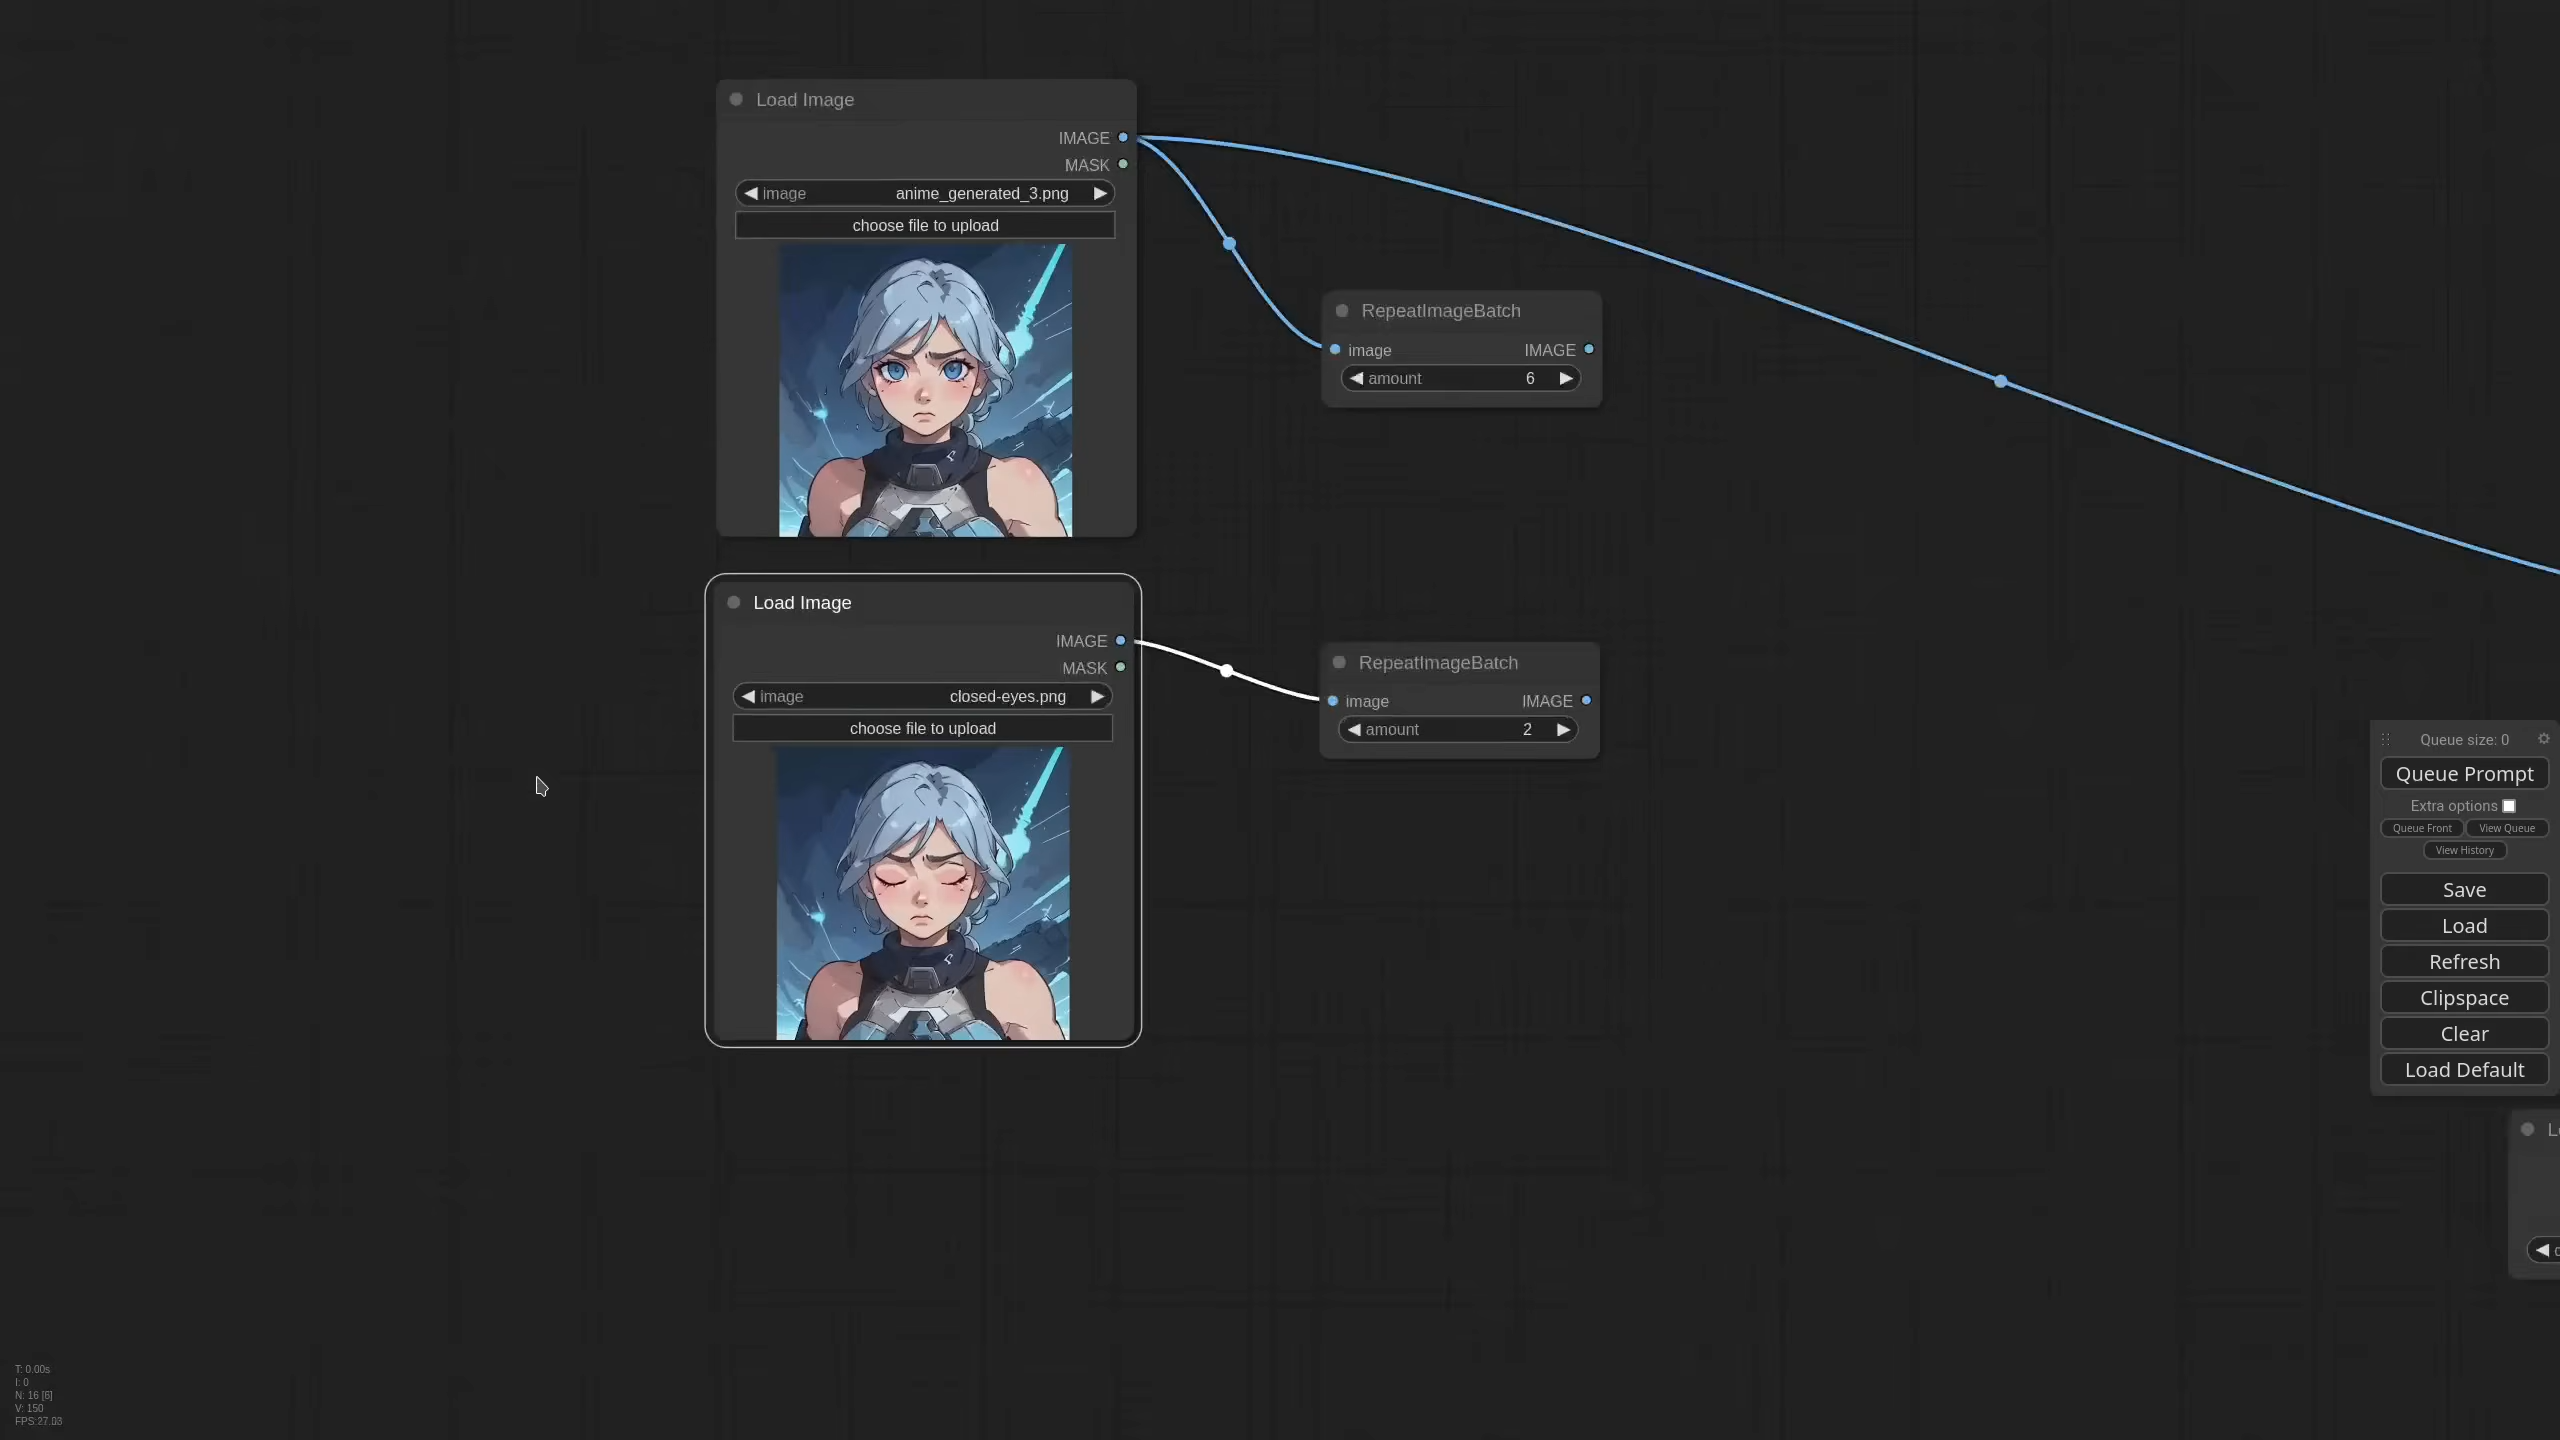 Load Image
IMAGE
MASK
image anime_generated_3.png
choose file to upload
RepeatImageBatch
image IMAGE
amount 6
Load Image
IMAGE
MASK
image closed-eyes.png
choose file to upload
RepeatImageBatch
image IMAGE
amount 2
Queue size: 0
Queue Prompt
Extra options
Queue Front View Queue
View History
Save
Load
Refresh
Clipspace
Clear
Load Default
T: 0.00s
I: 0
N: 16 [6]
V: 150
FPS:27.03